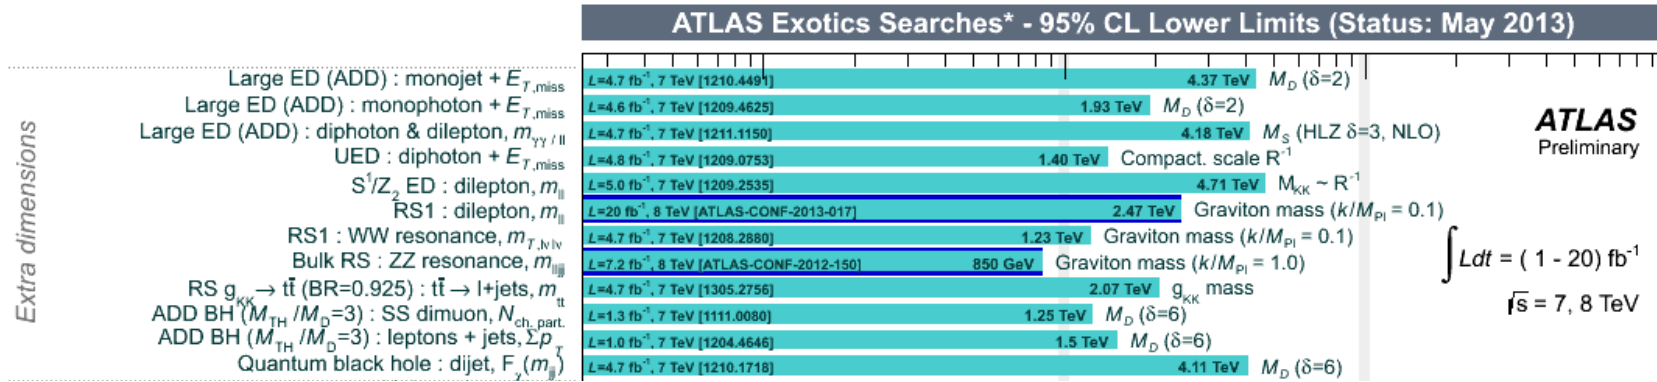 ATLAS Exotics Searches* - 95% CL Lower Limits (Status: May 2013)
Extra dimensions
Large ED (ADD) : monojet + E_T,miss L=4.7 fb⁻¹, 7 TeV [1210.4491] 4.37 TeV M_D (δ=2)
Large ED (ADD) : monophoton + E_T,miss L=4.6 fb⁻¹, 7 TeV [1209.4625] 1.93 TeV M_D (δ=2)
Large ED (ADD) : diphoton & dilepton, m_γγ / ll L=4.7 fb⁻¹, 7 TeV [1211.1150] 4.18 TeV M_S (HLZ δ=3, NLO)
UED : diphoton + E_T,miss L=4.8 fb⁻¹, 7 TeV [1209.0753] 1.40 TeV Compact. scale R⁻¹
S¹/Z₂ ED : dilepton, m_ll L=5.0 fb⁻¹, 7 TeV [1209.2535] 4.71 TeV M_KK ~ R⁻¹
RS1 : dilepton, m_ll L=20 fb⁻¹, 8 TeV [ATLAS-CONF-2013-017] 2.47 TeV Graviton mass (k/M_Pl = 0.1)
RS1 : WW resonance, m_T,lνlν L=4.7 fb⁻¹, 7 TeV [1208.2880] 1.23 TeV Graviton mass (k/M_Pl = 0.1)
Bulk RS : ZZ resonance, m_lljj L=7.2 fb⁻¹, 8 TeV [ATLAS-CONF-2012-150] 850 GeV Graviton mass (k/M_Pl = 1.0)
RS g_KK → tt̄ (BR=0.925) : tt̄ → l+jets, m_tt L=4.7 fb⁻¹, 7 TeV [1305.2756] 2.07 TeV g_KK mass
ADD BH (M_TH /M_D=3) : SS dimuon, N_ch. part. L=1.3 fb⁻¹, 7 TeV [1111.0080] 1.25 TeV M_D (δ=6)
ADD BH (M_TH /M_D=3) : leptons + jets, Σp_T L=1.0 fb⁻¹, 7 TeV [1204.4646] 1.5 TeV M_D (δ=6)
Quantum black hole : dijet, F_χ(m_jj) L=4.7 fb⁻¹, 7 TeV [1210.1718] 4.11 TeV M_D (δ=6)
ATLAS
Preliminary
∫Ldt = ( 1 - 20) fb⁻¹
√s = 7, 8 TeV